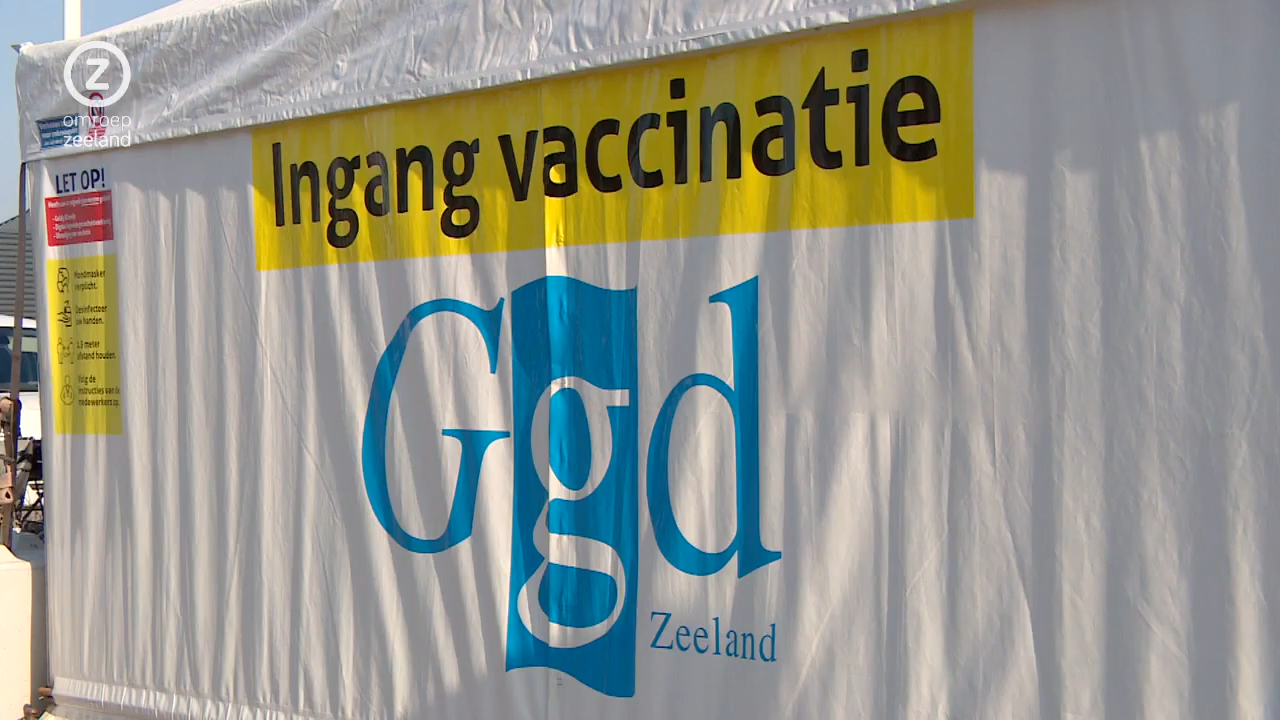 omroep
zeeland
LET OP!
Ingang vaccinatie
Mondmasker
verplicht.
Desinfecteer
uw handen.
1,5 meter
afstand houden.
Volg de
instructies van de
medewerkers op.
Ggd
Zeeland